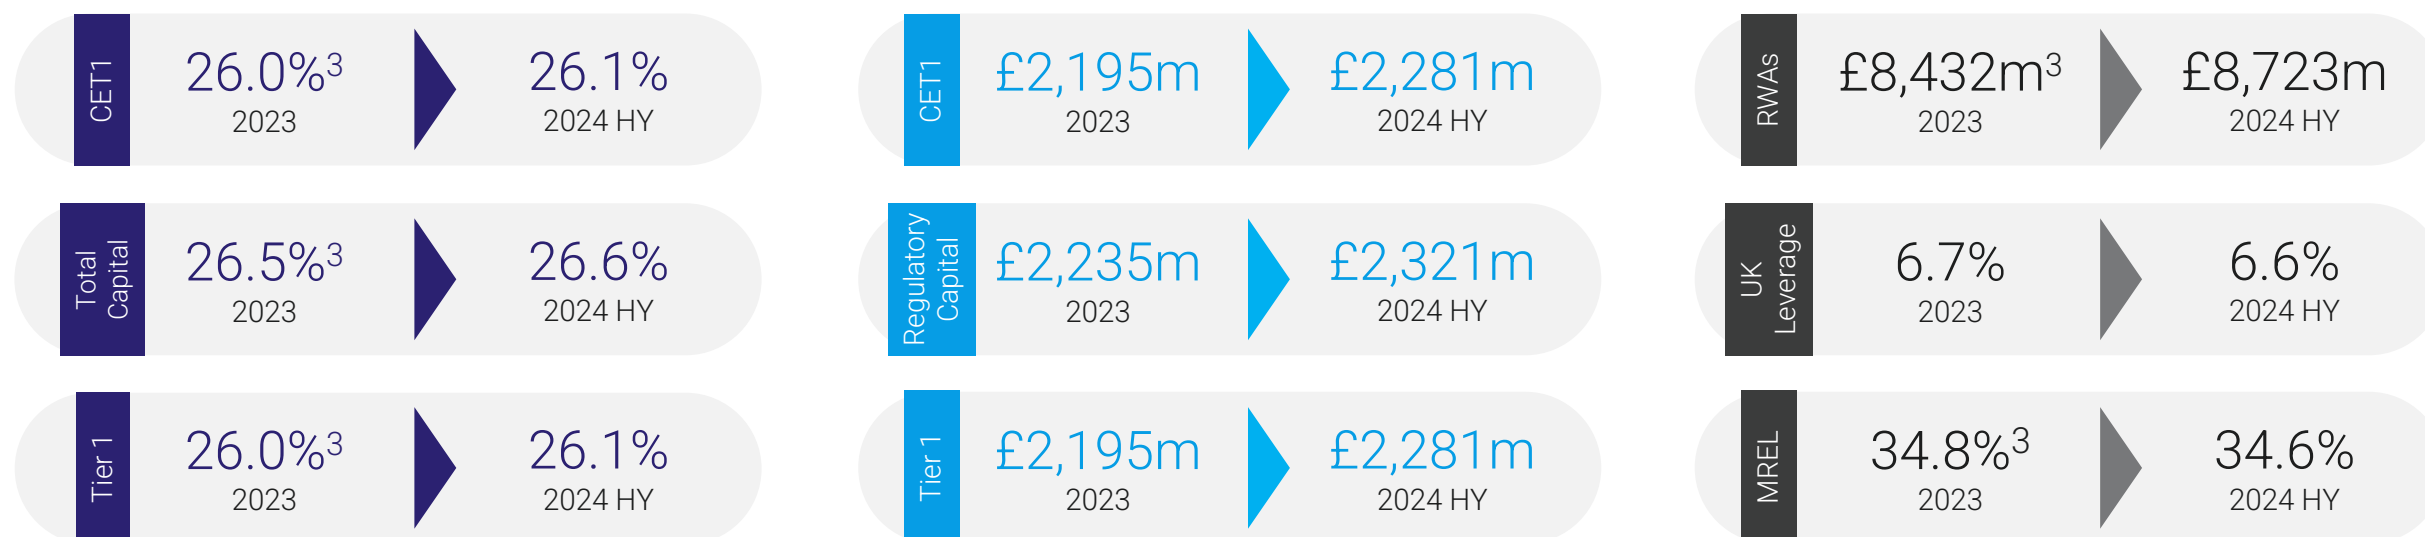 CET1
26.0%³
2023
26.1%
2024 HY
CET1
£2,195m
2023
£2,281m
2024 HY
RWAs
£8,432m³
2023
£8,723m
2024 HY
Total
Capital
26.5%³
2023
26.6%
2024 HY
Regulatory
Capital
£2,235m
2023
£2,321m
2024 HY
UK
Leverage
6.7%
2023
6.6%
2024 HY
Tier 1
26.0%³
2023
26.1%
2024 HY
Tier 1
£2,195m
2023
£2,281m
2024 HY
MREL
34.8%³
2023
34.6%
2024 HY